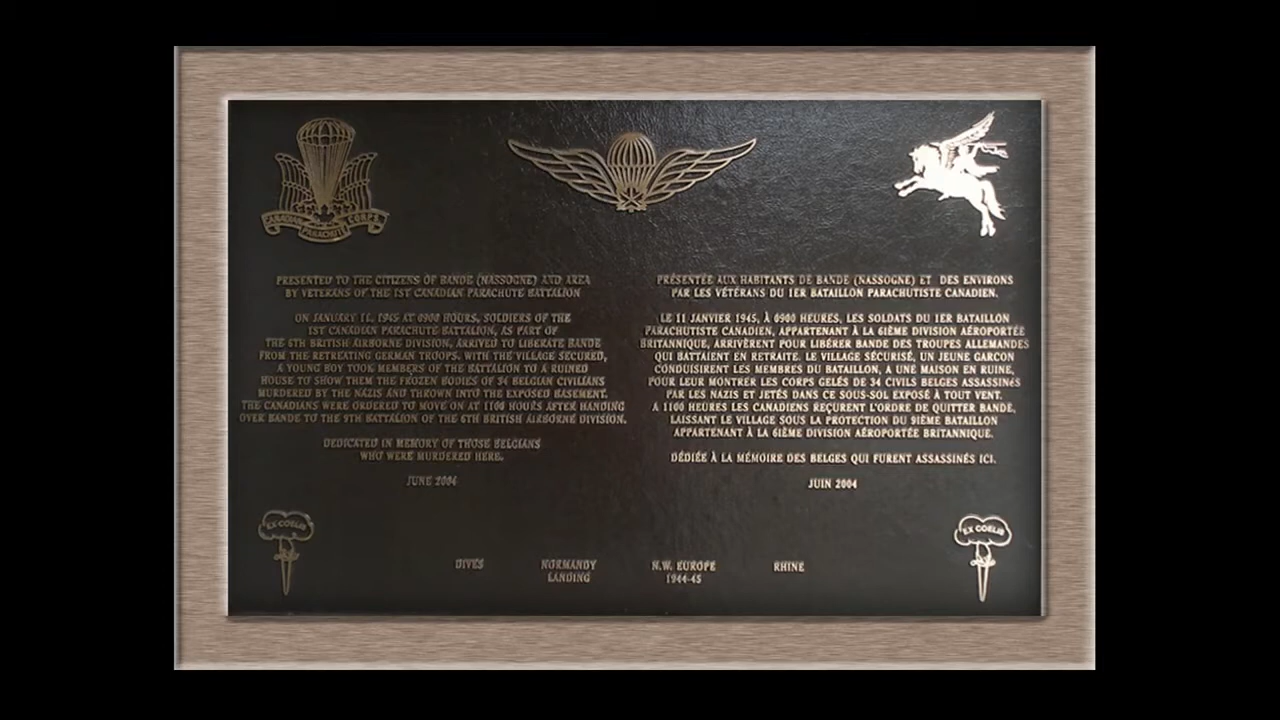 CANADIAN PARACHUTE CORPS
PRESENTED TO THE CITIZENS OF BANDE (NASSOGNE) AND AREA
BY VETERANS OF THE 1ST CANADIAN PARACHUTE BATTALION
ON JANUARY 11, 1945 AT 0900 HOURS, SOLDIERS OF THE
1ST CANADIAN PARACHUTE BATTALION, AS PART OF
THE 6TH BRITISH AIRBORNE DIVISION, ARRIVED TO LIBERATE BANDE
FROM THE RETREATING GERMAN TROOPS. WITH THE VILLAGE SECURED,
A YOUNG BOY TOOK MEMBERS OF THE BATTALION TO A RUINED
HOUSE TO SHOW THEM THE FROZEN BODIES OF 34 BELGIAN CIVILIANS
MURDERED BY THE NAZIS AND THROWN INTO THE EXPOSED BASEMENT.
THE CANADIANS WERE ORDERED TO MOVE ON AT 1100 HOURS AFTER HANDING
OVER BANDE TO THE 9TH BATTALION OF THE 6TH BRITISH AIRBORNE DIVISION.
DEDICATED IN MEMORY OF THOSE BELGIANS
WHO WERE MURDERED HERE.
JUNE 2004
PRÉSENTÉE AUX HABITANTS DE BANDE (NASSOGNE) ET DES ENVIRONS
PAR LES VÉTÉRANS DU 1ER BATAILLON PARACHUTISTE CANADIEN.
LE 11 JANVIER 1945, À 0900 HEURES, LES SOLDATS DU 1ER BATAILLON
PARACHUTISTE CANADIEN, APPARTENANT À LA 6IÈME DIVISION AÉROPORTÉE
BRITANNIQUE, ARRIVÈRENT POUR LIBÉRER BANDE DES TROUPES ALLEMANDES
QUI BATTAIENT EN RETRAITE. LE VILLAGE SÉCURISÉ, UN JEUNE GARCON
CONDUISIRENT LES MEMBRES DU BATAILLON, A UNE MAISON EN RUINE,
POUR LEUR MONTRER LES CORPS GELÉS DE 34 CIVILS BELGES ASSASSINÉS
PAR LES NAZIS ET JETÉS DANS CE SOUS-SOL EXPOSÉ À TOUT VENT.
A 1100 HEURES LES CANADIENS REÇURENT L'ORDRE DE QUITTER BANDE,
LAISSANT LE VILLAGE SOUS LA PROTECTION DU 9IÈME BATAILLON
APPARTENANT À LA 6IÈME DIVISION AÉROPORTÉE BRITANNIQUE.
DÉDIÉE À LA MÉMOIRE DES BELGES QUI FURENT ASSASSINÉS ICI.
JUIN 2004
EX COELIS
DIVES
NORMANDY
LANDING
N.W. EUROPE
1944-45
RHINE
EX COELIS